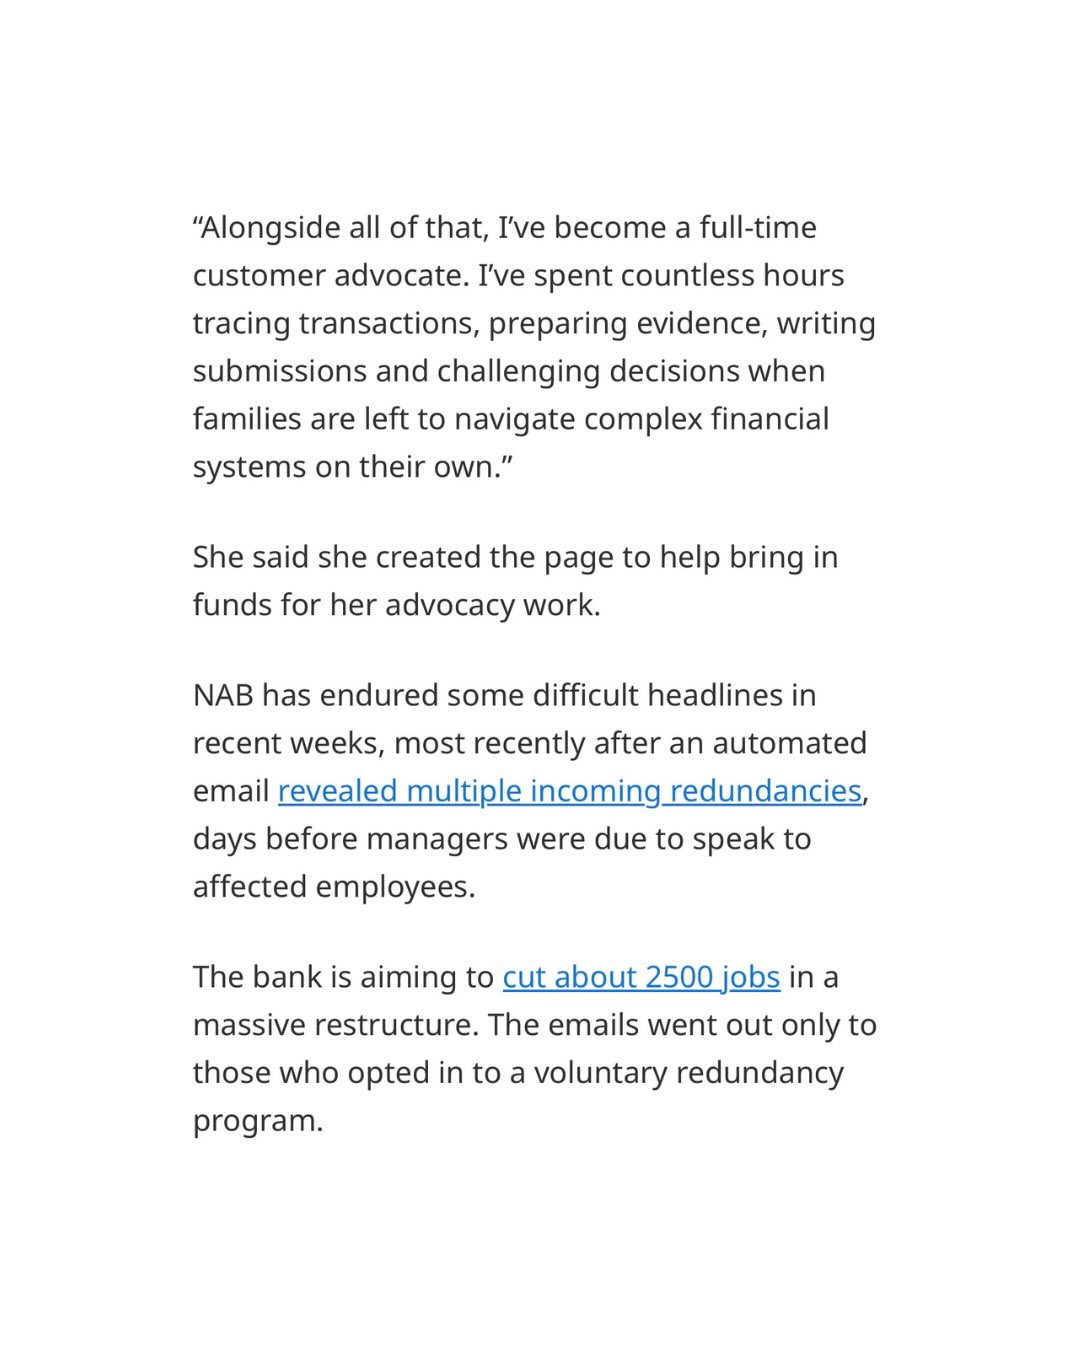 “Alongside all of that, I’ve become a full-time
customer advocate. I’ve spent countless hours
tracing transactions, preparing evidence, writing
submissions and challenging decisions when
families are left to navigate complex financial
systems on their own.”
She said she created the page to help bring in
funds for her advocacy work.
NAB has endured some difficult headlines in
recent weeks, most recently after an automated
email revealed multiple incoming redundancies,
days before managers were due to speak to
affected employees.
The bank is aiming to cut about 2500 jobs in a
massive restructure. The emails went out only to
those who opted in to a voluntary redundancy
program.